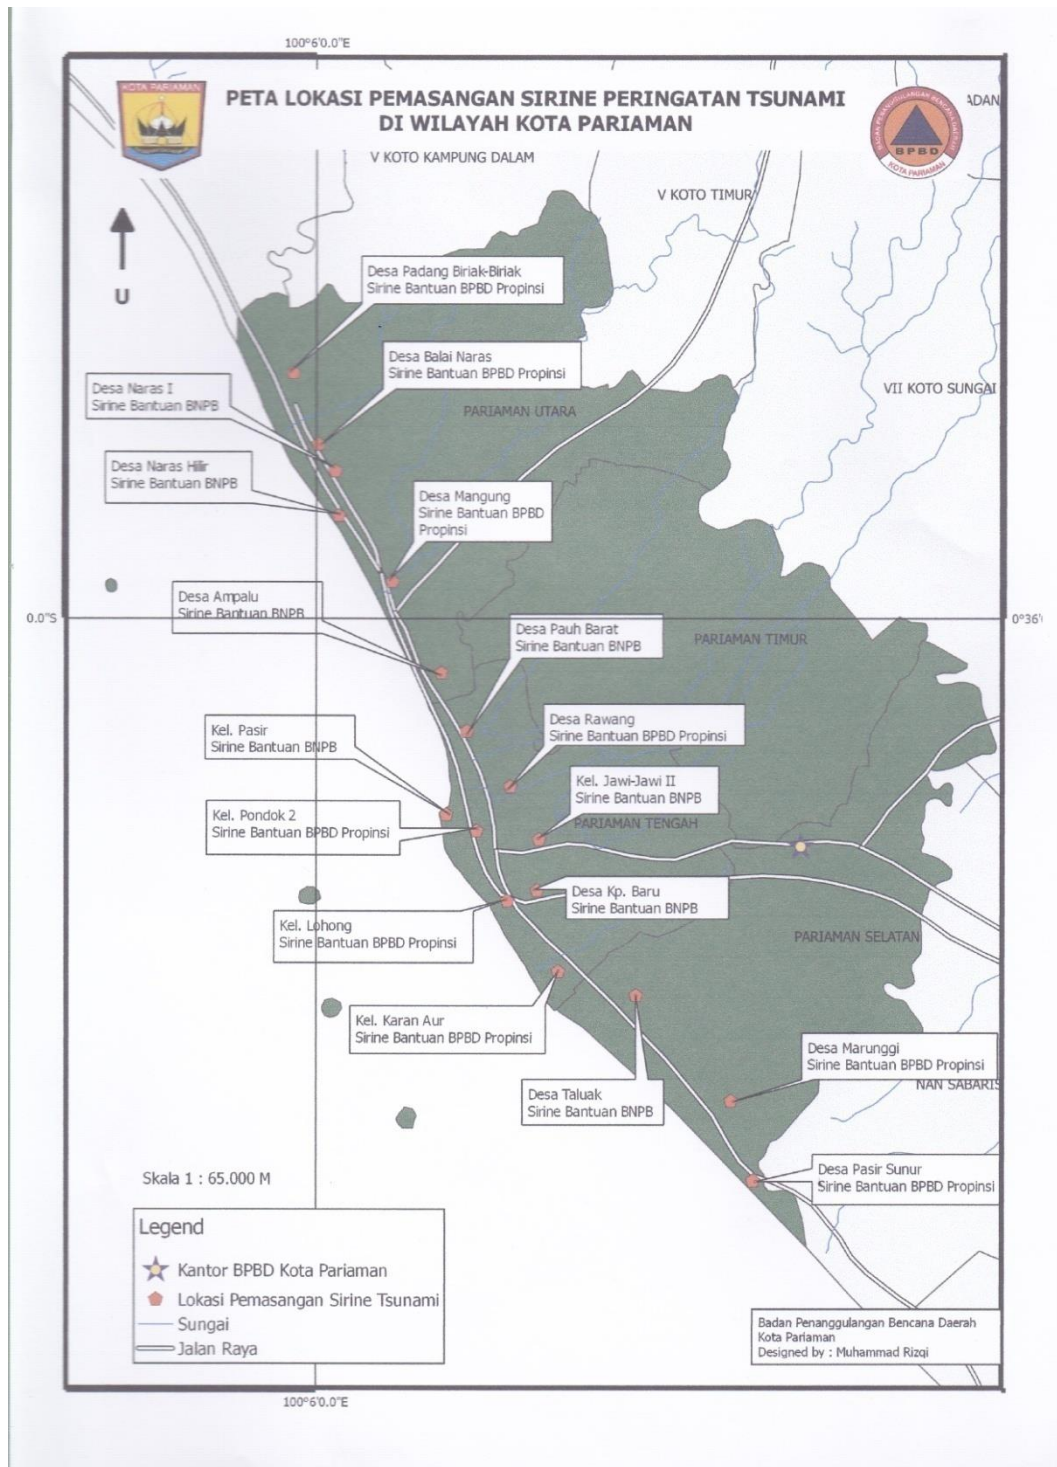 100°6'0.0"E
KOTA PARIAMAN
PETA LOKASI PEMASANGAN SIRINE PERINGATAN TSUNAMI
DI WILAYAH KOTA PARIAMAN
BADAN PENANGGULANGAN BENCANA DAERAH
BPBD
KOTA PARIAMAN
ADAN
V KOTO KAMPUNG DALAM
V KOTO TIMUR
U
Desa Padang Biriak-Biriak
Sirine Bantuan BPBD Propinsi
Desa Balai Naras
Sirine Bantuan BPBD Propinsi
Desa Naras I
Sirine Bantuan BNPB
VII KOTO SUNGAI
PARIAMAN UTARA
Desa Naras Hilir
Sirine Bantuan BNPB
Desa Mangung
Sirine Bantuan BPBD
Propinsi
Desa Ampalu
Sirine Bantuan BNPB
0.0"S
0°36'
Desa Pauh Barat
Sirine Bantuan BNPB
PARIAMAN TIMUR
Desa Rawang
Sirine Bantuan BPBD Propinsi
Kel. Pasir
Sirine Bantuan BNPB
Kel. Jawi-Jawi II
Sirine Bantuan BNPB
Kel. Pondok 2
Sirine Bantuan BPBD Propinsi
PARIAMAN TENGAH
Desa Kp. Baru
Sirine Bantuan BNPB
Kel. Lohong
Sirine Bantuan BPBD Propinsi
PARIAMAN SELATAN
Kel. Karan Aur
Sirine Bantuan BPBD Propinsi
Desa Marunggi
Sirine Bantuan BPBD Propinsi
NAN SABARIS
Desa Taluak
Sirine Bantuan BNPB
Desa Pasir Sunur
Sirine Bantuan BPBD Propinsi
Skala 1 : 65.000 M
Legend
Kantor BPBD Kota Pariaman
Lokasi Pemasangan Sirine Tsunami
Sungai
Jalan Raya
Badan Penanggulangan Bencana Daerah
Kota Pariaman
Designed by : Muhammad Rizqi
100°6'0.0"E